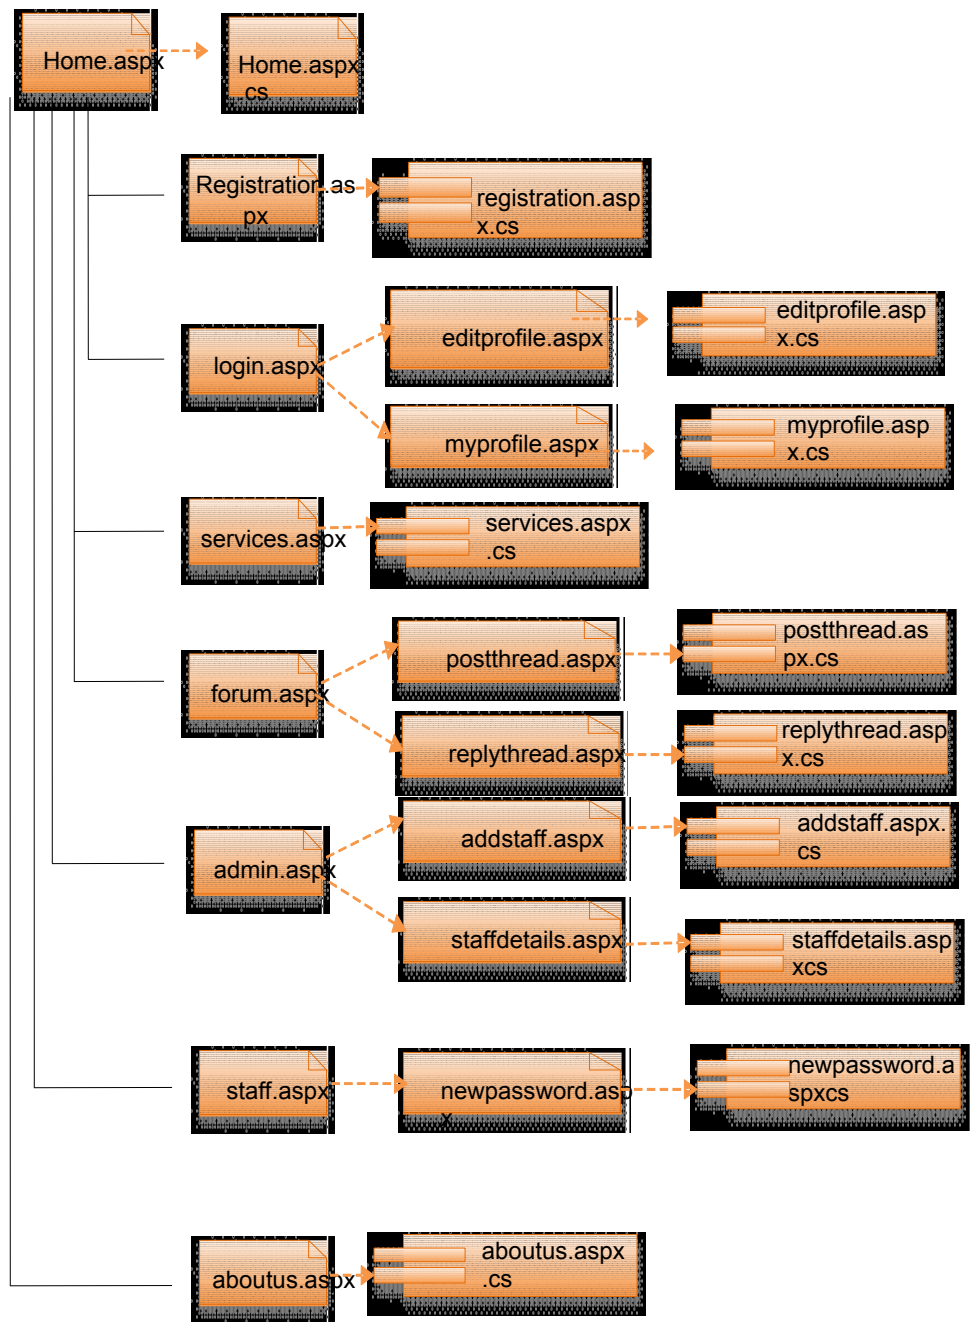 Home.aspx
Home.aspx
.cs
Registration.as
px
registration.asp
x.cs
login.aspx
editprofile.aspx
editprofile.asp
x.cs
myprofile.aspx
myprofile.asp
x.cs
services.aspx
services.aspx
.cs
forum.aspx
postthread.aspx
postthread.as
px.cs
replythread.aspx
replythread.asp
x.cs
admin.aspx
addstaff.aspx
addstaff.aspx.
cs
staffdetails.aspx
staffdetails.asp
xcs
staff.aspx
newpassword.asp
x
newpassword.a
spxcs
aboutus.aspx
aboutus.aspx
.cs